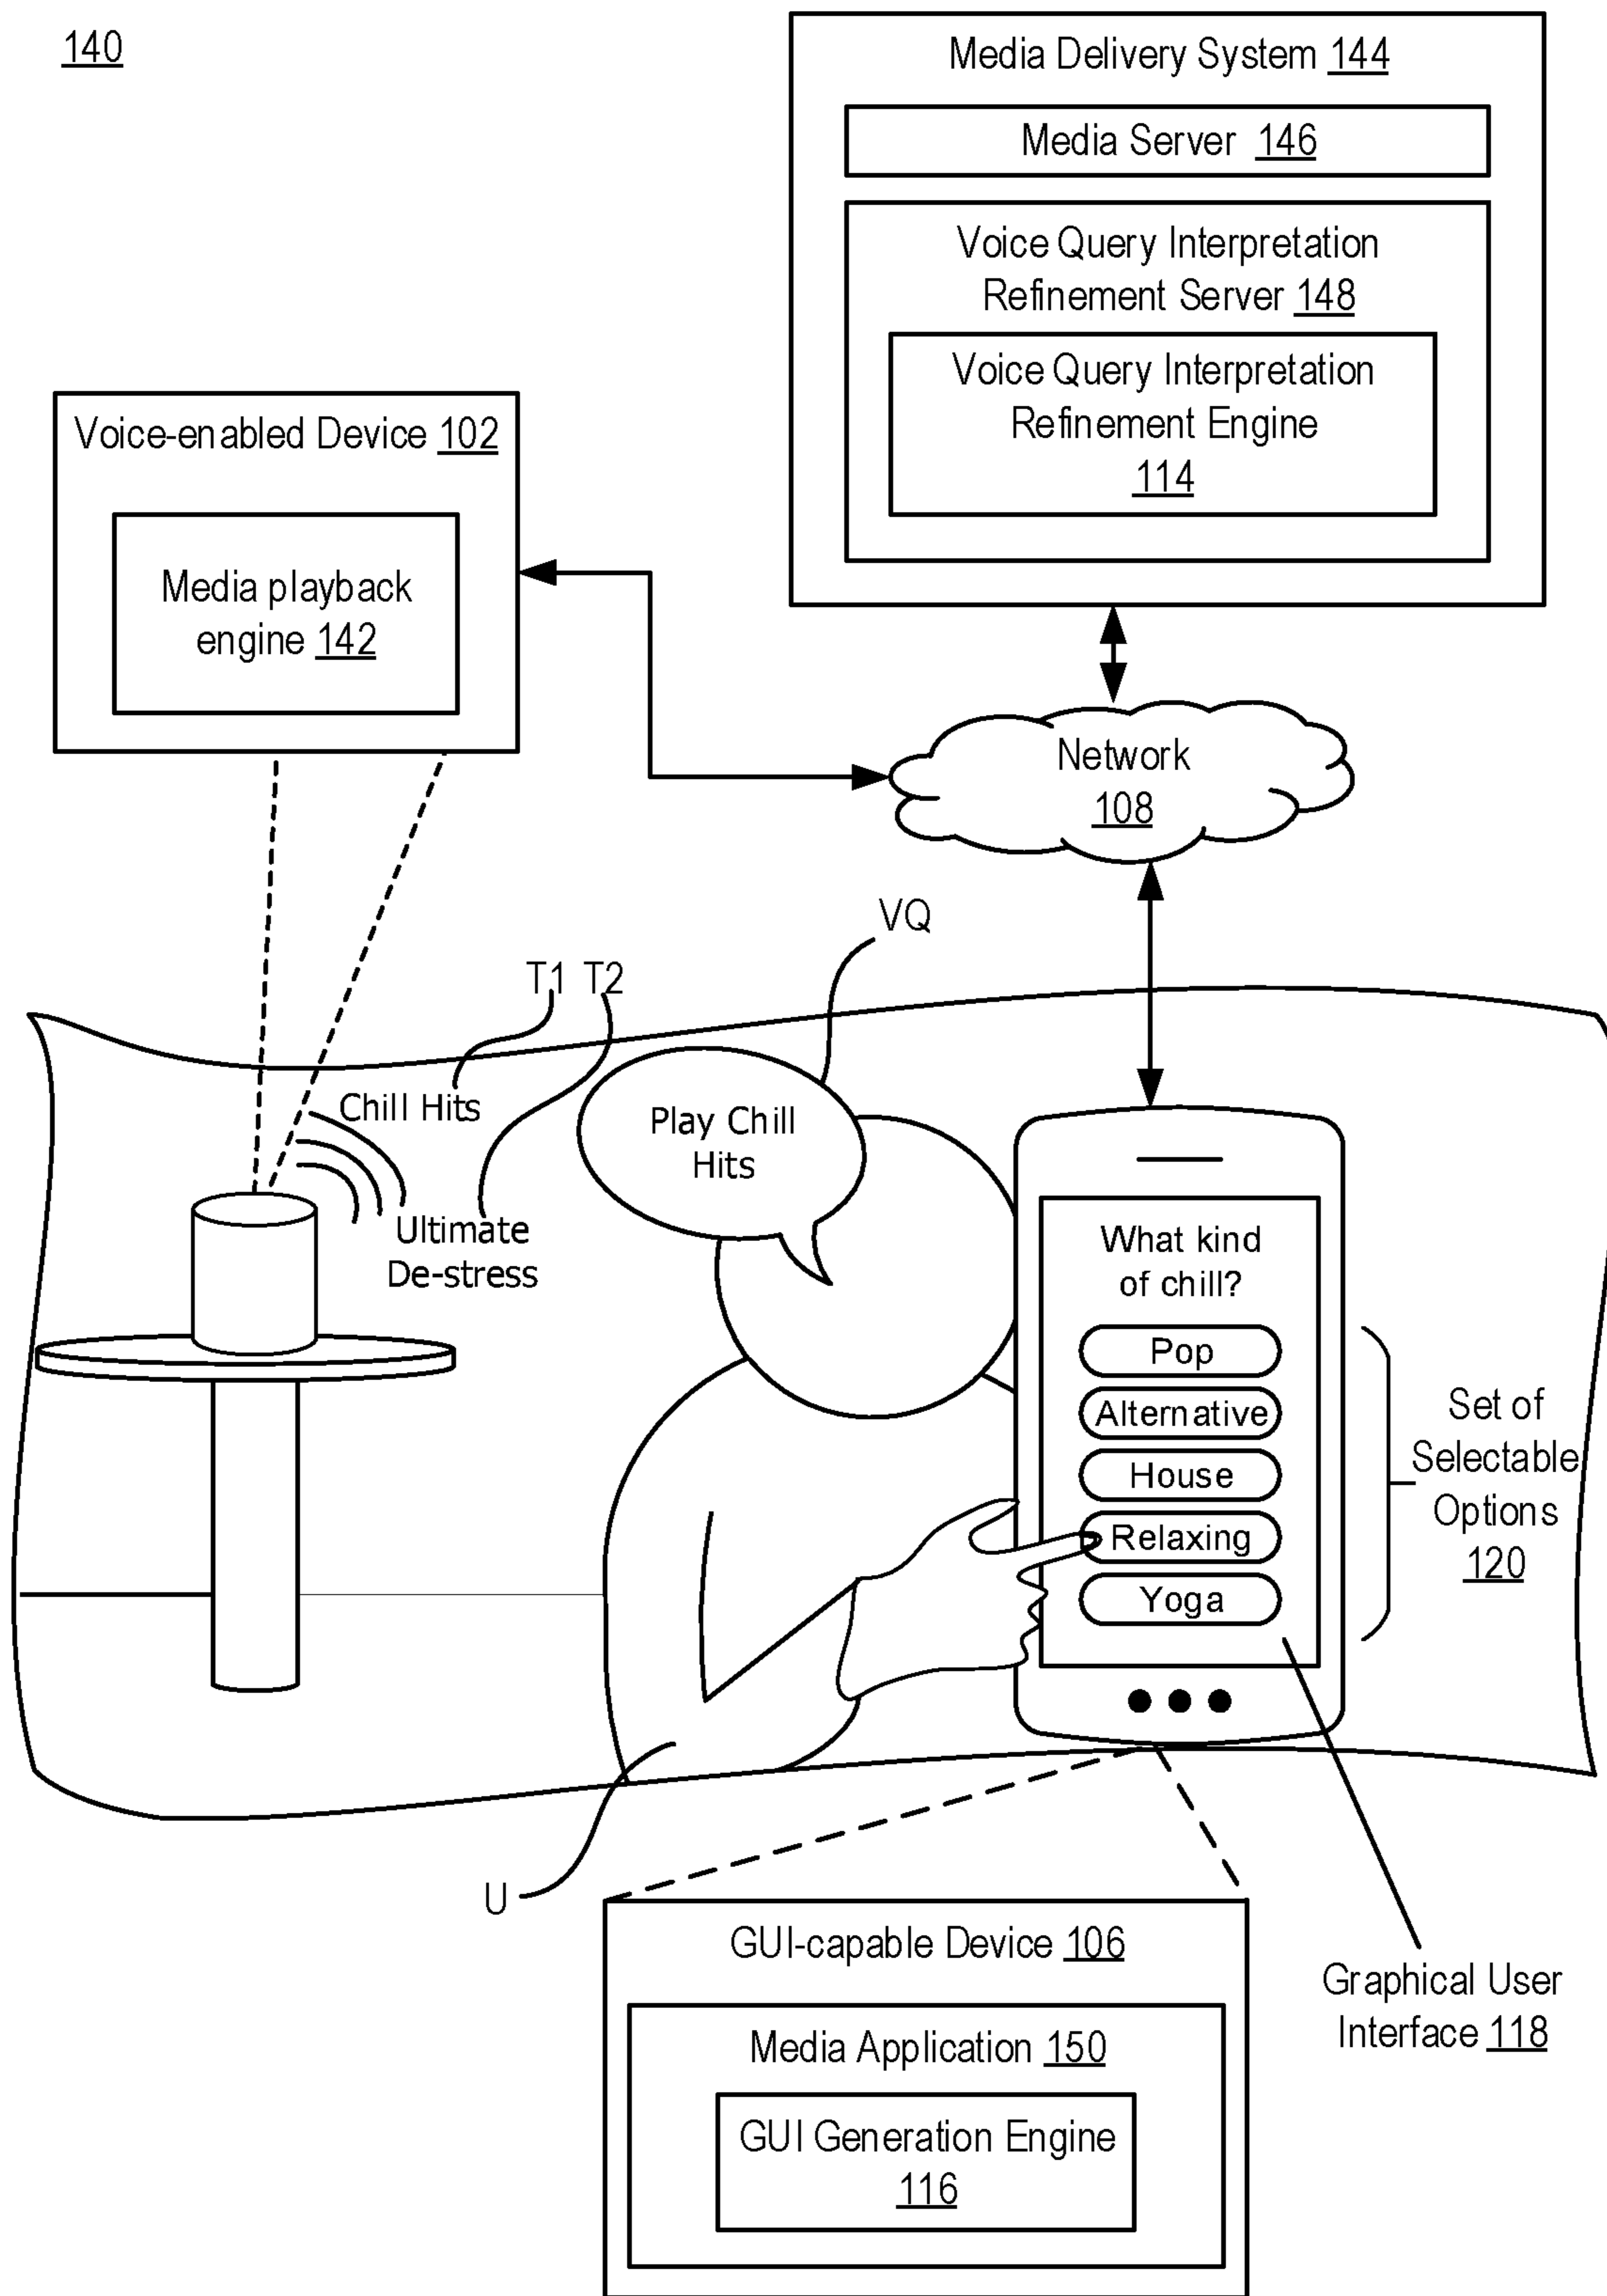 140
Media Delivery System 144
Media Server 146
Voice Query Interpretation
Refinement Server 148
Voice Query Interpretation
Refinement Engine
114
Voice-enabled Device 102
Media playback
engine 142
Network
108
VQ
T1 T2
Chill Hits
Play Chill
Hits
Ultimate
De-stress
What kind
of chill?
Pop
Alternative
House
Relaxing
Yoga
Set of
Selectable
Options
120
U
GUI-capable Device 106
Media Application 150
GUI Generation Engine
116
Graphical User
Interface 118